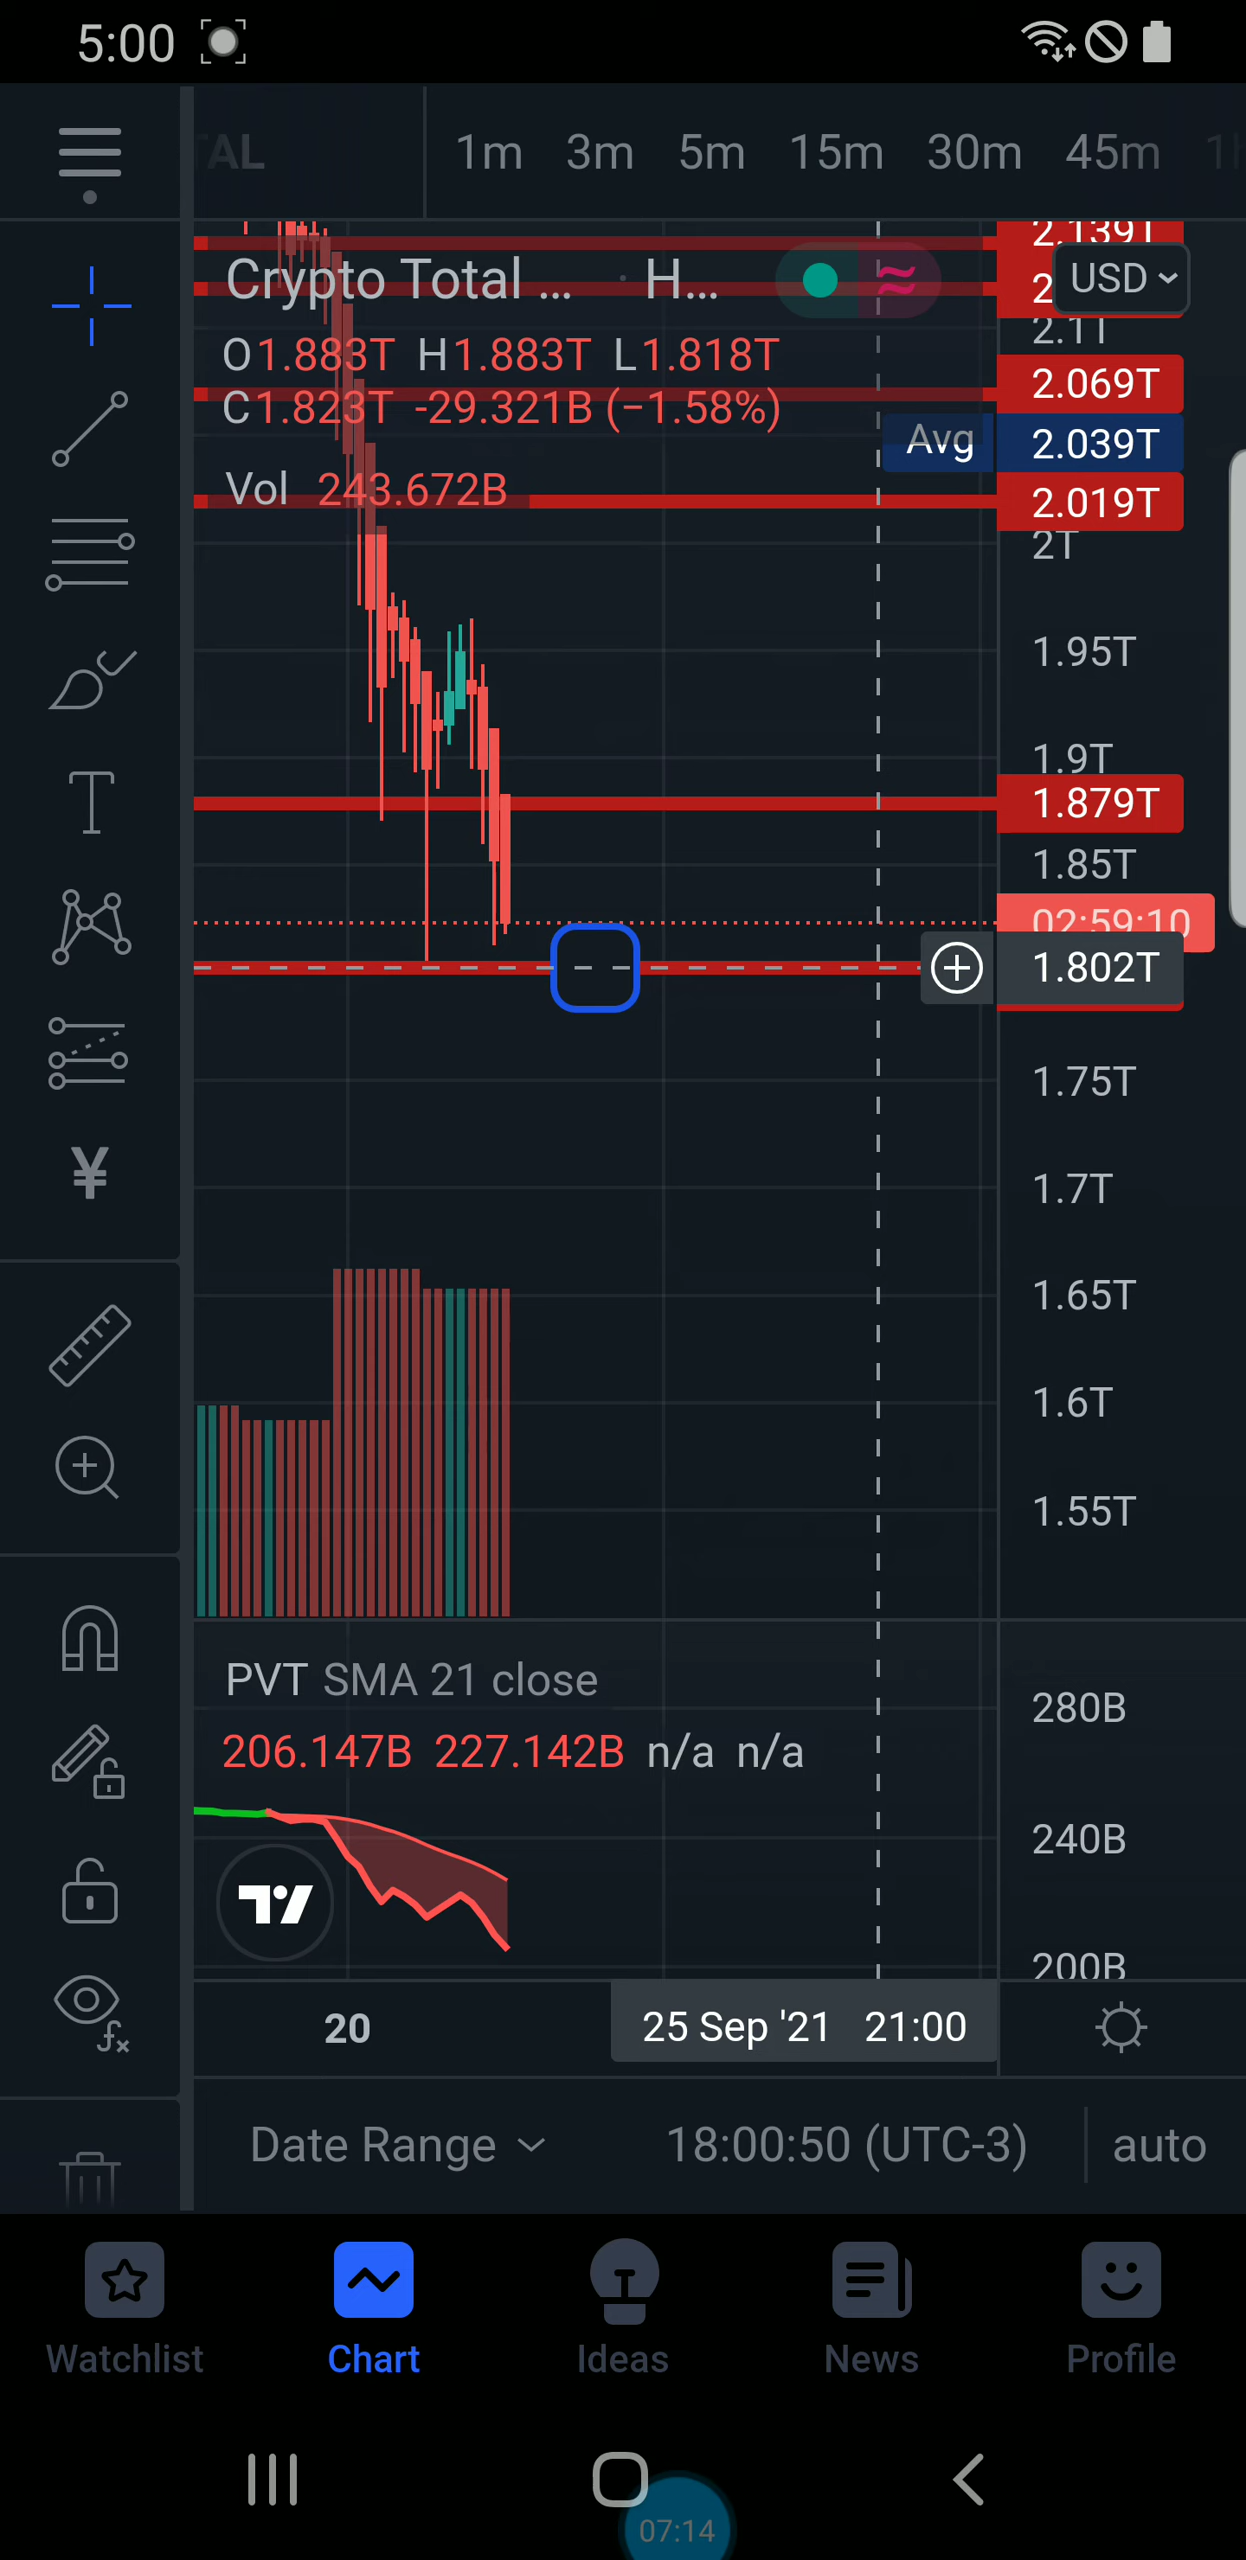 5:00
TAL 1m 3m 5m 15m 30m 45m
2.139T
Crypto Total ... · H...
USD
2.1T
O1.883T H1.883T L1.818T
2.069T
C1.823T -29.321B (−1.58%)
Avg 2.039T
Vol 243.672B
2.019T
2T
1.95T
1.9T
1.879T
1.85T
02:59:10
1.802T
1.75T
1.7T
1.65T
1.6T
1.55T
PVT SMA 21 close
280B
206.147B 227.142B n/a n/a
240B
200B
20 25 Sep '21 21:00
Date Range 18:00:50 (UTC-3) auto
Watchlist Chart Ideas News Profile
07:14